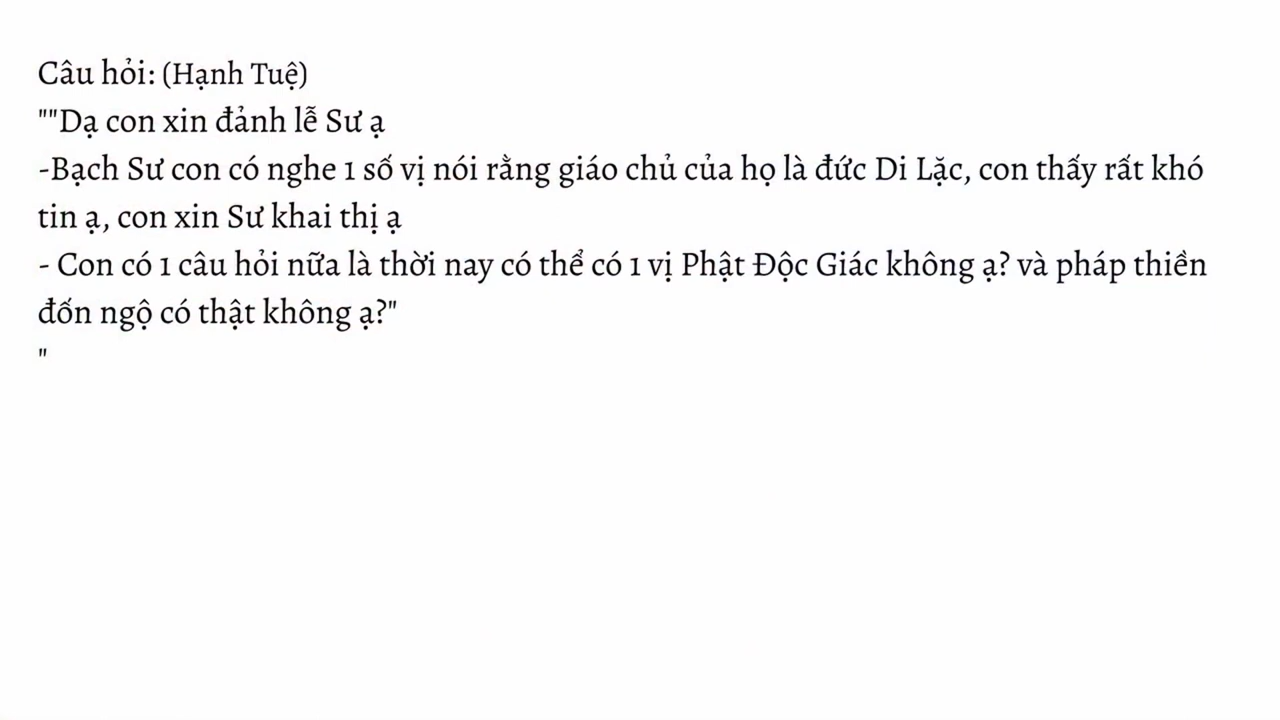 Câu hỏi: (Hạnh Tuệ)
""Dạ con xin đảnh lễ Sư ạ
-Bạch Sư con có nghe 1 số vị nói rằng giáo chủ của họ là đức Di Lặc, con thấy rất khó
tin ạ, con xin Sư khai thị ạ
- Con có 1 câu hỏi nữa là thời nay có thể có 1 vị Phật Độc Giác không ạ? và pháp thiền
đốn ngộ có thật không ạ?"
"